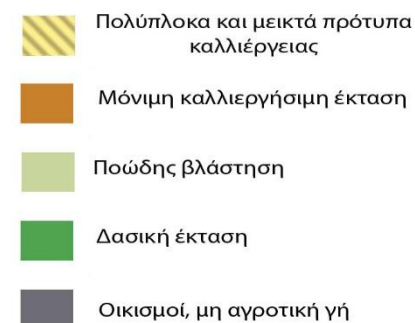 Πολύπλοκα και μεικτά πρότυπα
καλλιέργειας
Μόνιμη καλλιεργήσιμη έκταση
Ποώδης βλάστηση
Δασική έκταση
Οικισμοί, μη αγροτική γή